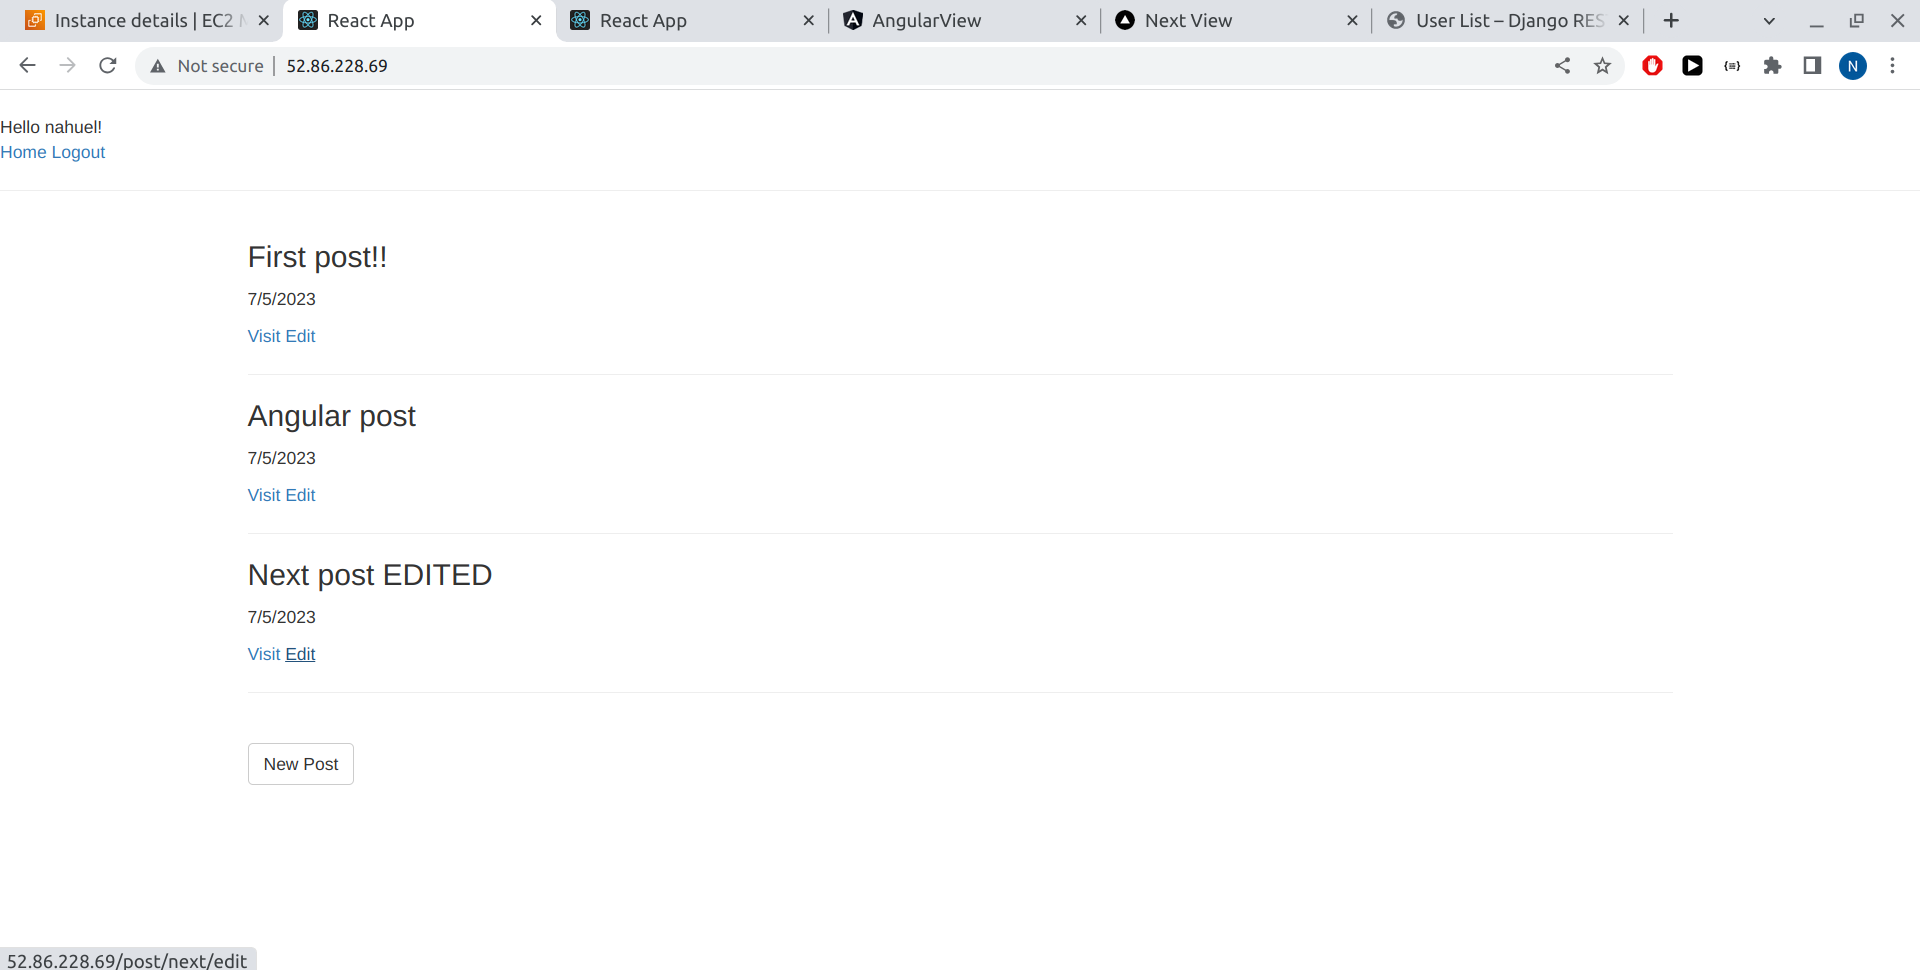 Instance details | EC2 M
React App
React App
AngularView
Next View
User List – Django RES
Not secure
52.86.228.69
N
Hello nahuel!
Home Logout
First post!!
7/5/2023
Visit Edit
Angular post
7/5/2023
Visit Edit
Next post EDITED
7/5/2023
Visit Edit
New Post
52.86.228.69/post/next/edit